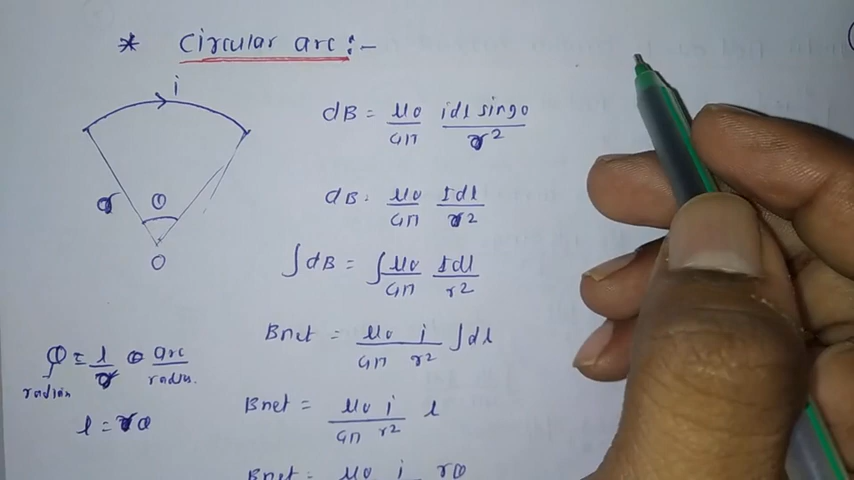 * Circular arc:-
i
dB = μ0/4π idl sin90/r²
r θ
O
dB = μ0/4π Idl/r²
∫dB = ∫μ0/4π Idl/r²
Bnet = μ0/4π i/r² ∫dl
θ = l/r arc/radius.
radian
l = rθ
Bnet = μ0/4π i/r² l
Bnet = μ0 i rθ